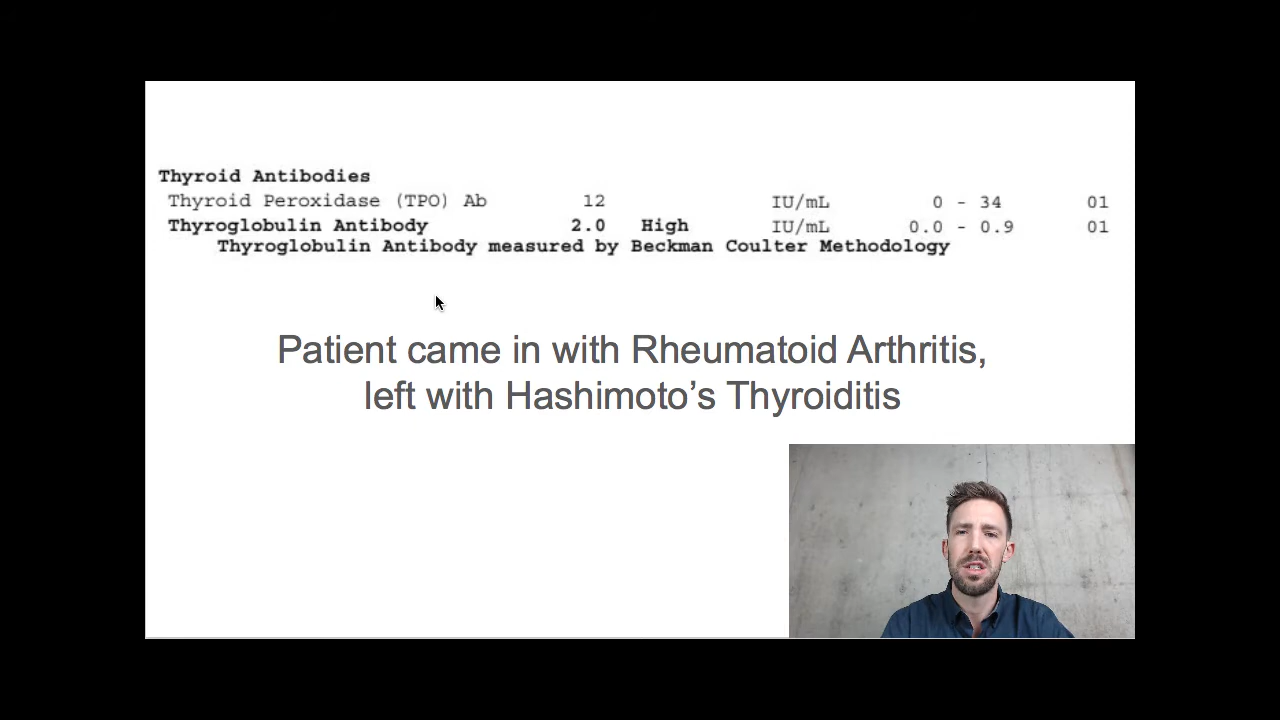 Thyroid Antibodies
Thyroid Peroxidase (TPO) Ab 12 IU/mL 0 - 34 01
Thyroglobulin Antibody 2.0 High IU/mL 0.0 - 0.9 01
Thyroglobulin Antibody measured by Beckman Coulter Methodology
Patient came in with Rheumatoid Arthritis,
left with Hashimoto’s Thyroiditis